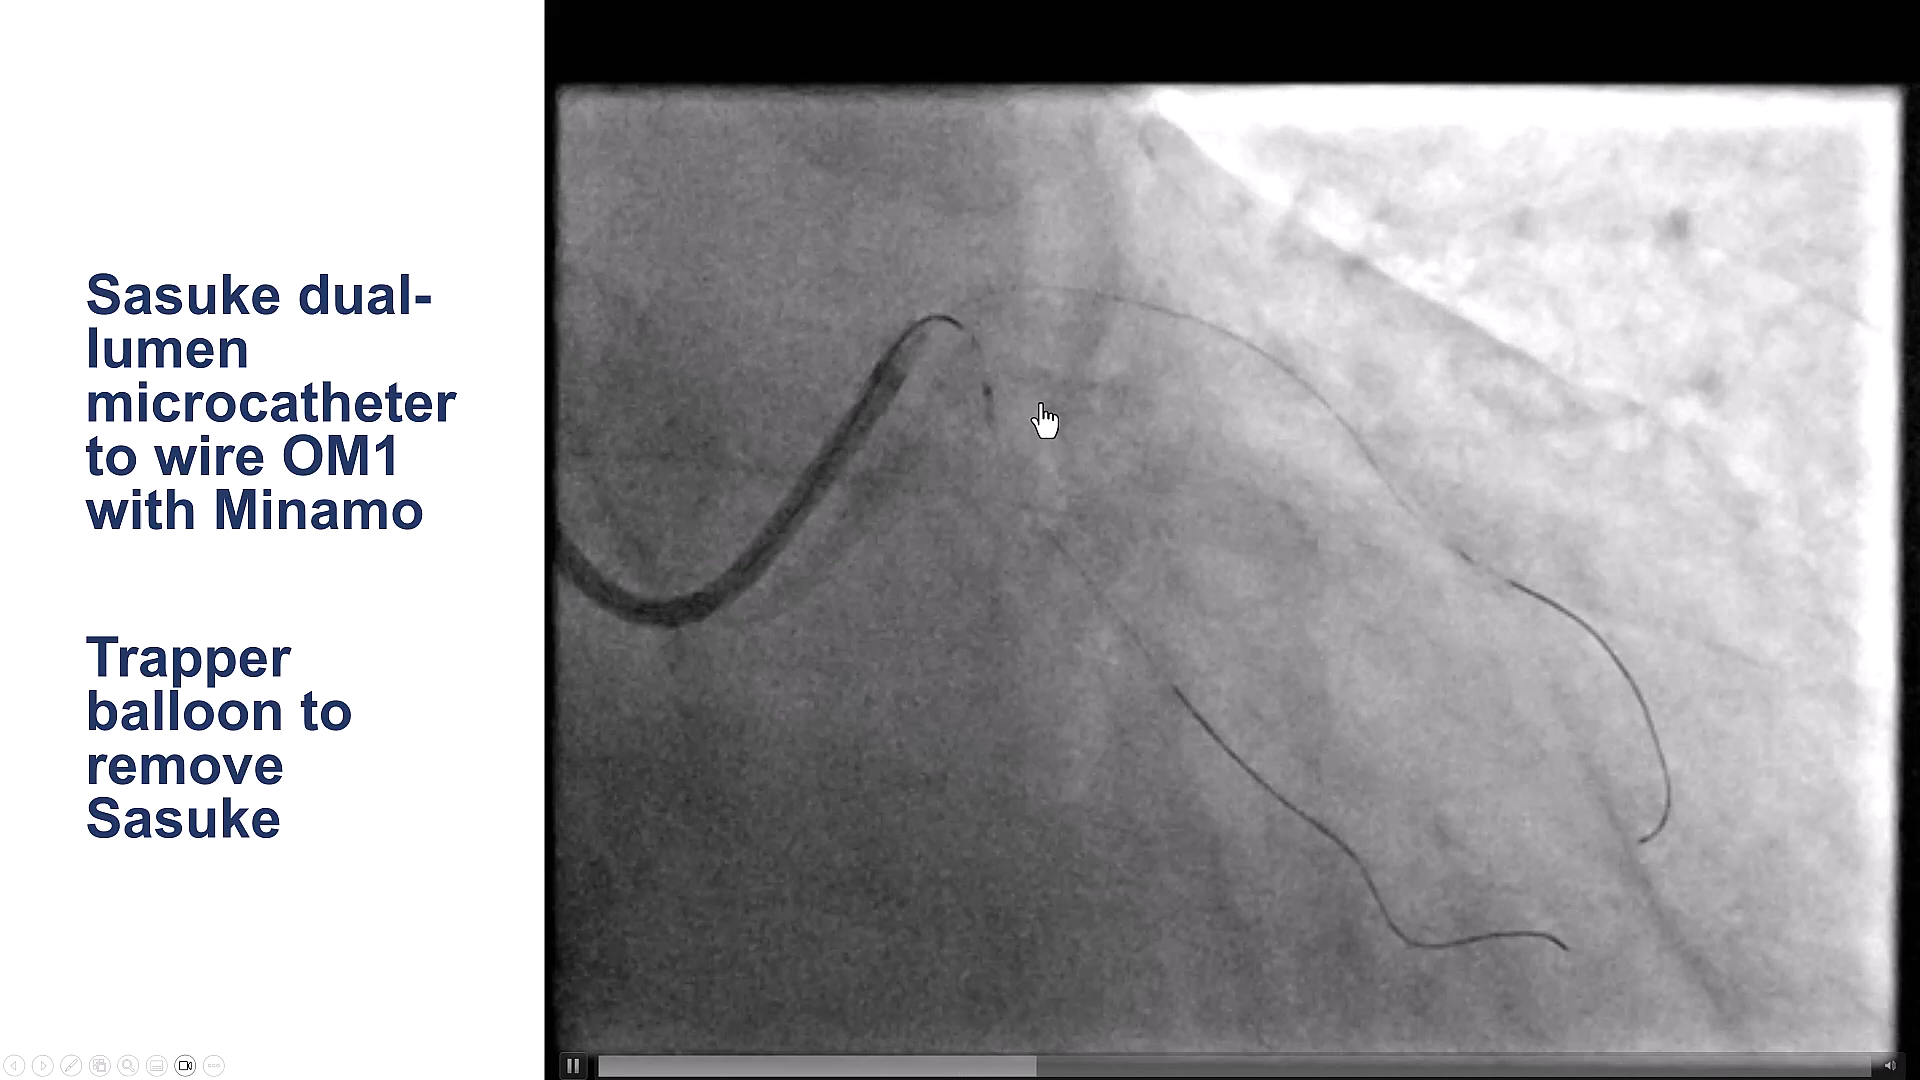 Sasuke dual-
lumen
microcatheter
to wire OM1
with Minamo
Trapper
balloon to
remove
Sasuke